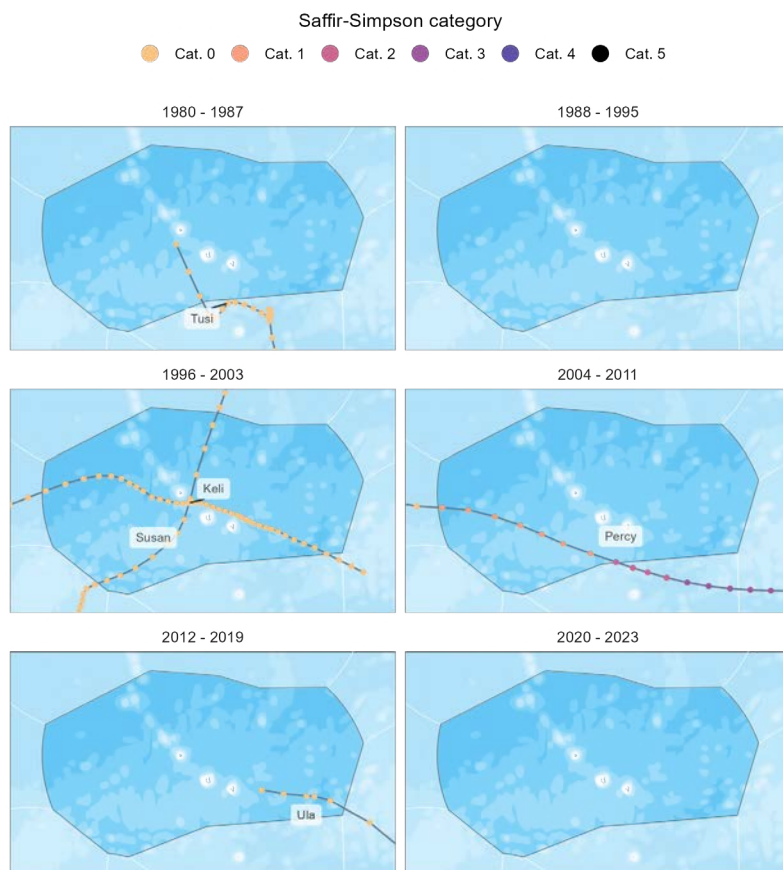 Saffir-Simpson category
Cat. 0 Cat. 1 Cat. 2 Cat. 3 Cat. 4 Cat. 5
1980 - 1987 1988 - 1995
Tusi
1996 - 2003 2004 - 2011
Keli
Susan Percy
2012 - 2019 2020 - 2023
Ula